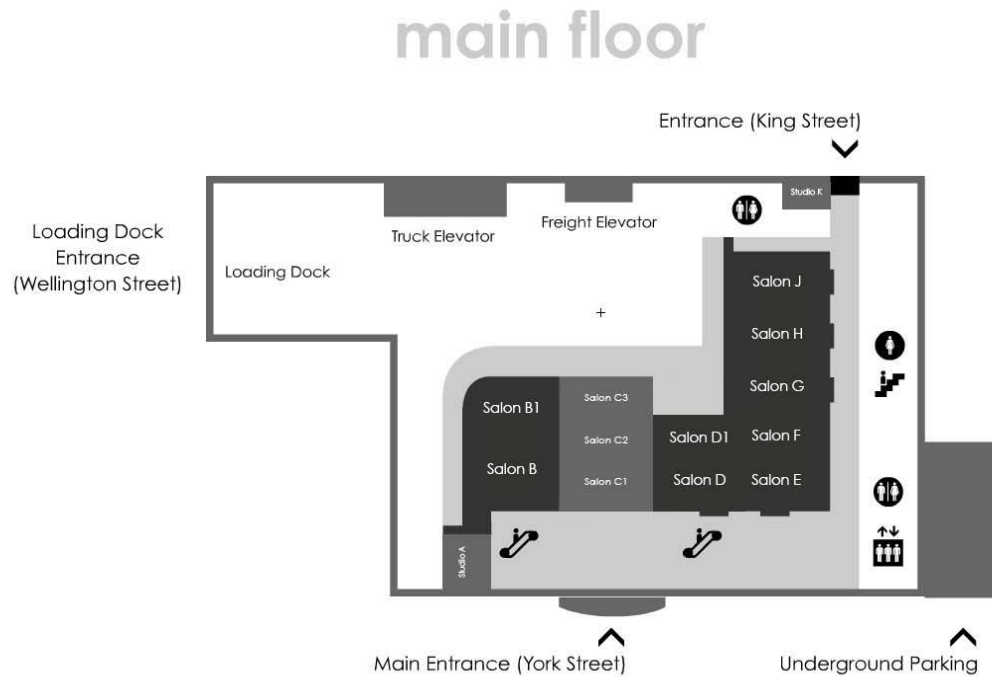 main floor
Entrance (King Street)
Studio K
Loading Dock
Entrance
(Wellington Street)
Truck Elevator
Freight Elevator
Loading Dock
Salon J
Salon H
Salon G
Salon B1
Salon C3
Salon C2
Salon D1
Salon F
Salon B
Salon C1
Salon D
Salon E
Studio A
Main Entrance (York Street)
Underground Parking